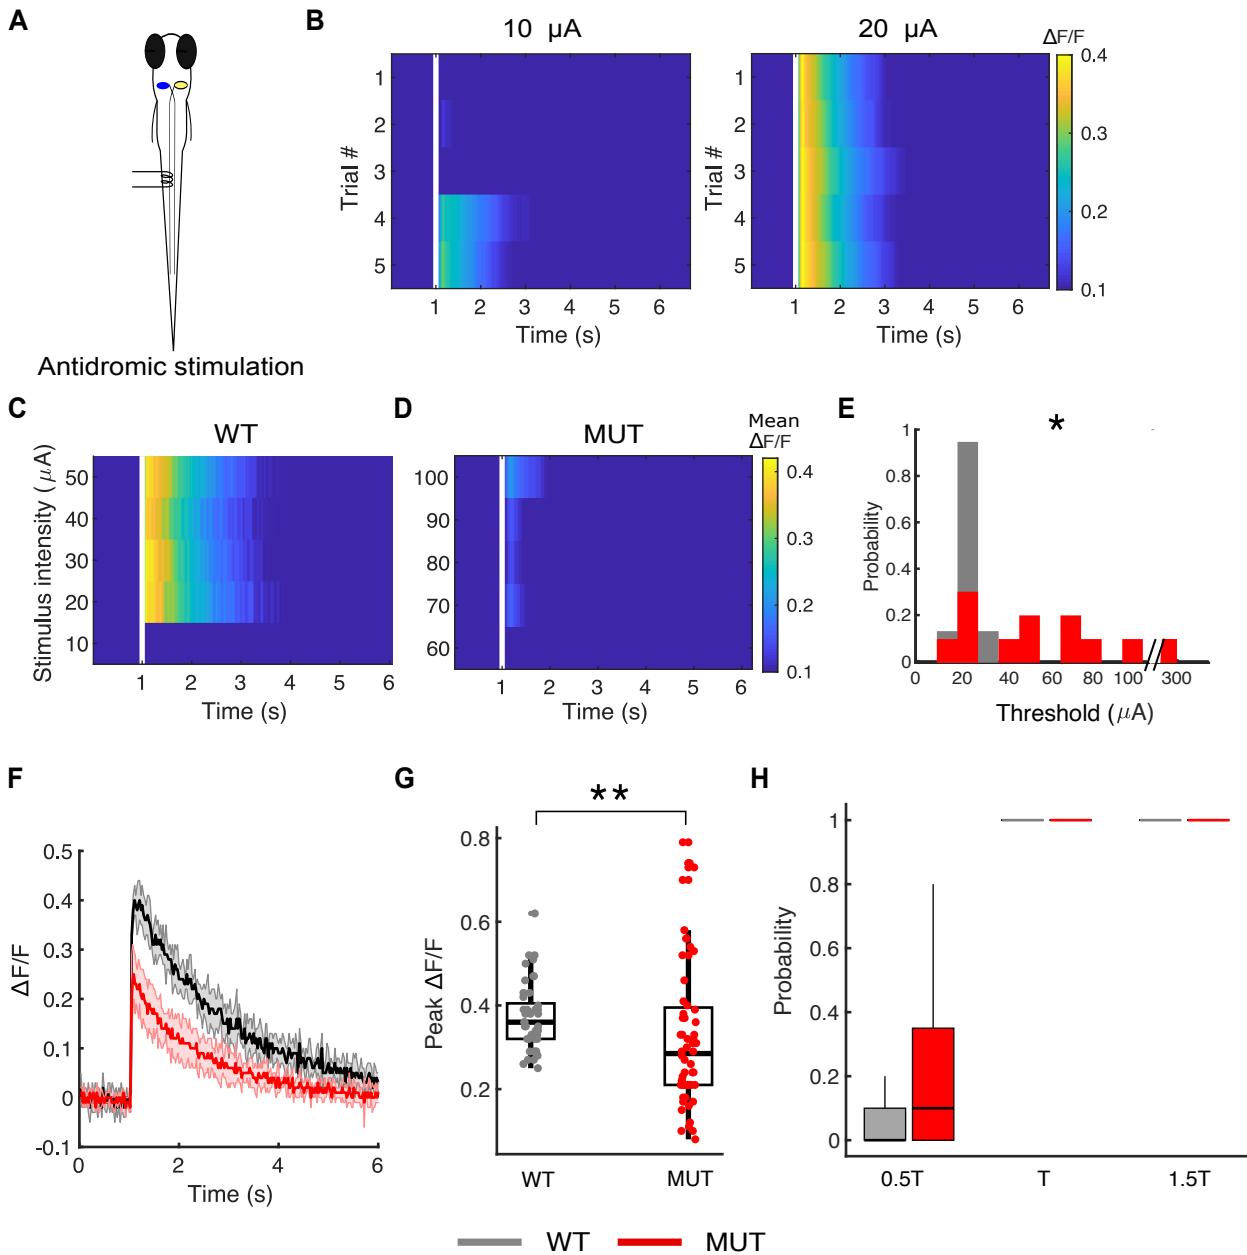 A
Antidromic stimulation
B
10 μA
20 μA
ΔF/F
Trial #
1
2
3
4
5
1 2 3 4 5 6
Time (s)
Trial #
1
2
3
4
5
1 2 3 4 5 6
Time (s)
0.4
0.3
0.2
0.1
C
WT
Stimulus intensity (μA)
50
40
30
20
10
1 2 3 4 5 6
Time (s)
D
MUT
Mean
ΔF/F
100
90
80
70
60
1 2 3 4 5 6
Time (s)
0.4
0.3
0.2
0.1
E
*
Probability
1
0.8
0.6
0.4
0.2
0
0 20 40 60 80 100 300
Threshold (μA)
F
ΔF/F
0.5
0.4
0.3
0.2
0.1
0
-0.1
0 2 4 6
Time (s)
G
**
Peak ΔF/F
0.8
0.6
0.4
0.2
WT MUT
H
Probability
1
0.8
0.6
0.4
0.2
0
0.5T T 1.5T
WT MUT